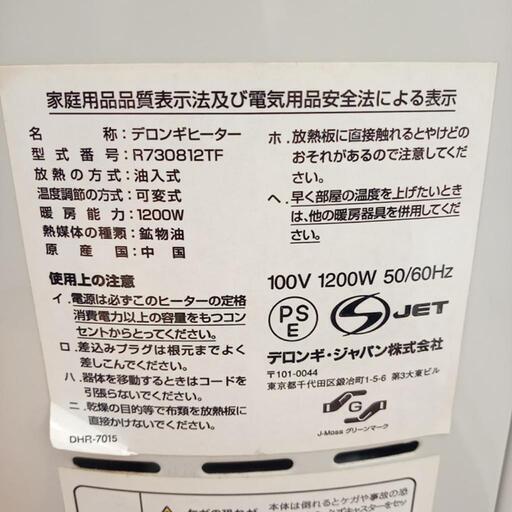 家庭用品品質表示法及び電気用品安全法による表示
名称：デロンギヒーター
型式番号：R730812TF
放熱の方式：油入式
温度調節の方式：可変式
暖房能力：1200W
熱媒体の種類：鉱物油
原産国：中国
使用上の注意
イ．電源は必ずこのヒーターの定格
消費電力以上の容量をもつコン
セントからとってください。
ロ．差込みプラグは根元までよく
差しこんでください。
ハ．器体を移動するときはコードを
引張らないでください。
ニ．乾燥の目的等で布類を放熱板に
直接かけないでください。
DHR-7015
ホ．放熱板に直接触れるとやけどの
おそれがあるので注意してください。
ヘ．早く部屋の温度を上げたいとき
は、他の暖房器具を併用してくだ
さい。
100V 1200W 50/60Hz
PSE
S JET
デロンギ・ジャパン株式会社
〒101-0044
東京都千代田区鍛冶町1-5-6 第3大東ビル
G
J-Moss グリーンマーク
本体は倒れるとケガや事故の恐